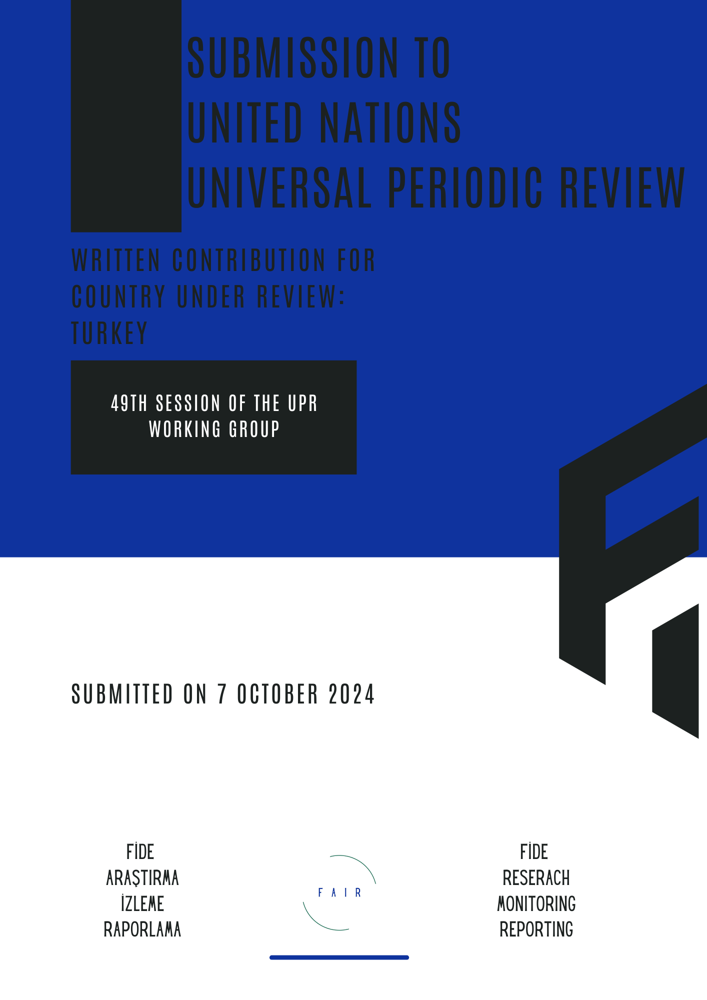 SUBMISSION TO
UNITED NATIONS
UNIVERSAL PERIODIC REVIEW
WRITTEN CONTRIBUTION FOR
COUNTRY UNDER REVIEW:
TURKEY
49TH SESSION OF THE UPR
WORKING GROUP
SUBMITTED ON 7 OCTOBER 2024
FİDE
ARAŞTIRMA
İZLEME
RAPORLAMA
FAIR
FİDE
RESERACH
MONITORING
REPORTING